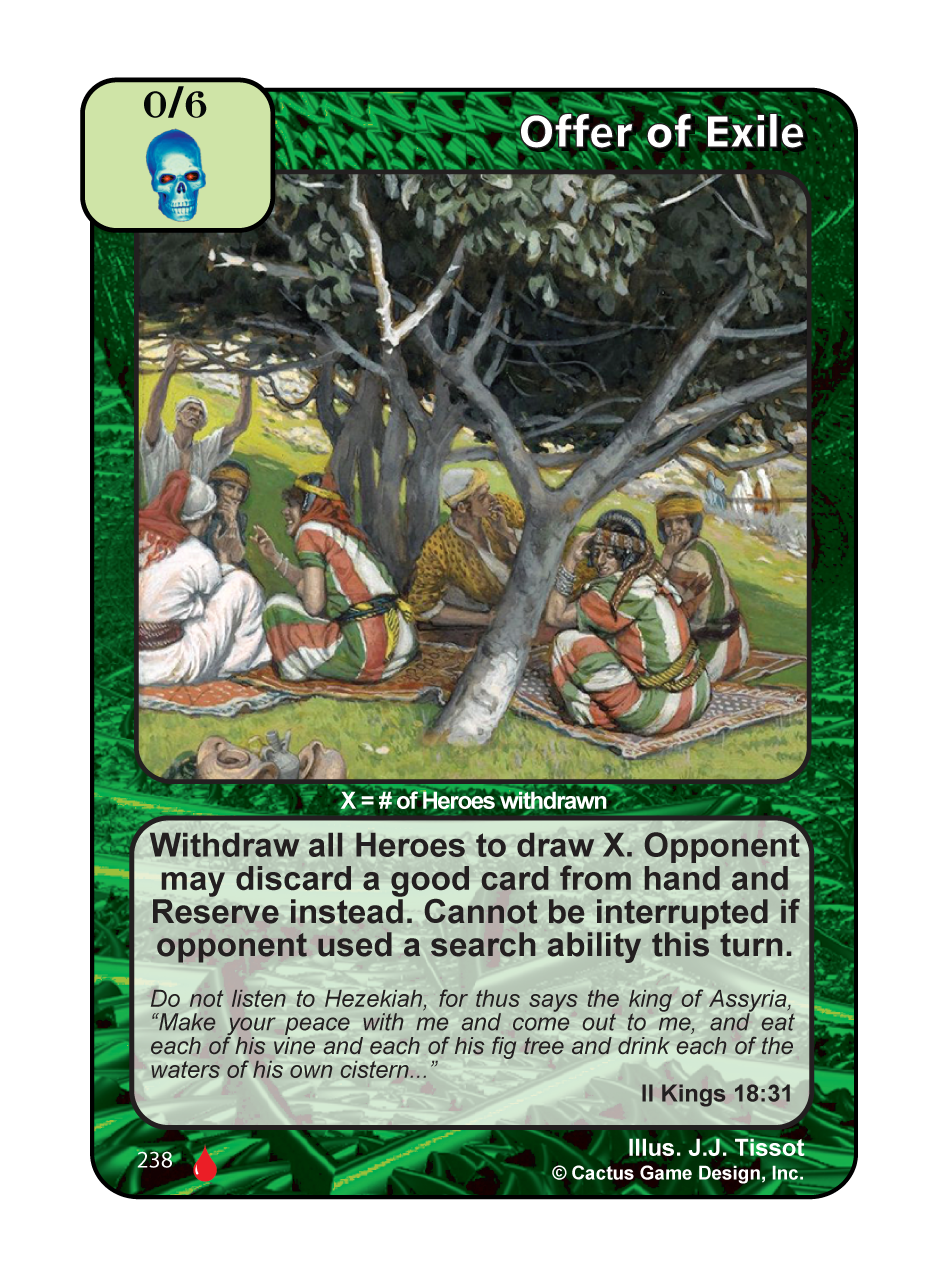 0/6
Offer of Exile
X = # of Heroes withdrawn
Withdraw all Heroes to draw X. Opponent
may discard a good card from hand and
Reserve instead. Cannot be interrupted if
opponent used a search ability this turn.
Do not listen to Hezekiah, for thus says the king of Assyria,
“Make your peace with me and come out to me, and eat
each of his vine and each of his fig tree and drink each of the
waters of his own cistern...”
II Kings 18:31
238
Illus. J.J. Tissot
© Cactus Game Design, Inc.